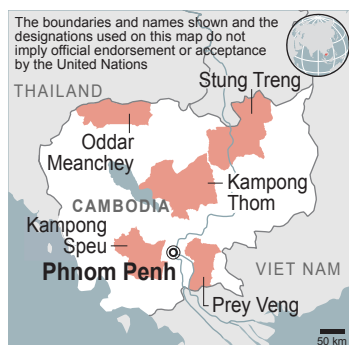 The boundaries and names shown and the
designations used on this map do not
imply official endorsement or acceptance
by the United Nations
Stung Treng
THAILAND
Oddar
Meanchey
Kampong
Thom
CAMBODIA
Kampong
Speu
Phnom Penh
VIET NAM
Prey Veng
50 km